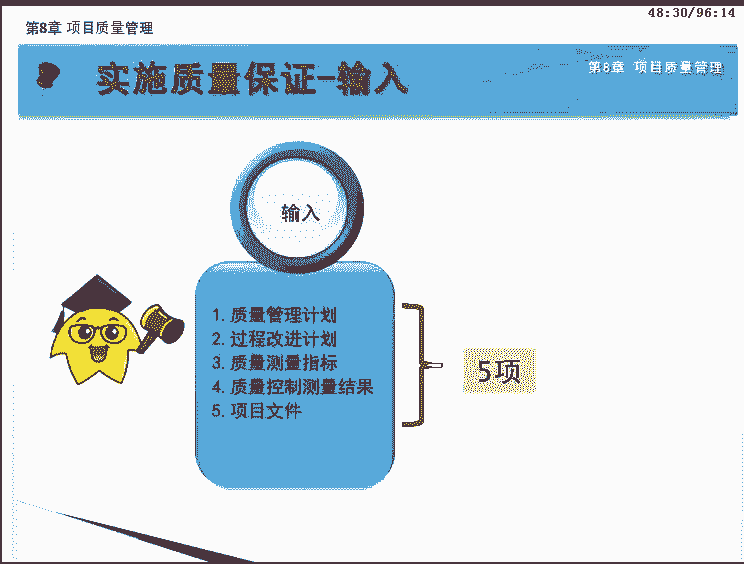 48:30/96:14
第8章 项目质量管理
实施质量保证-输入
第8章 项目质量管理
输入
1. 质量管理计划
2. 过程改进计划
3. 质量测量指标
4. 质量控制测量结果
5. 项目文件
5项